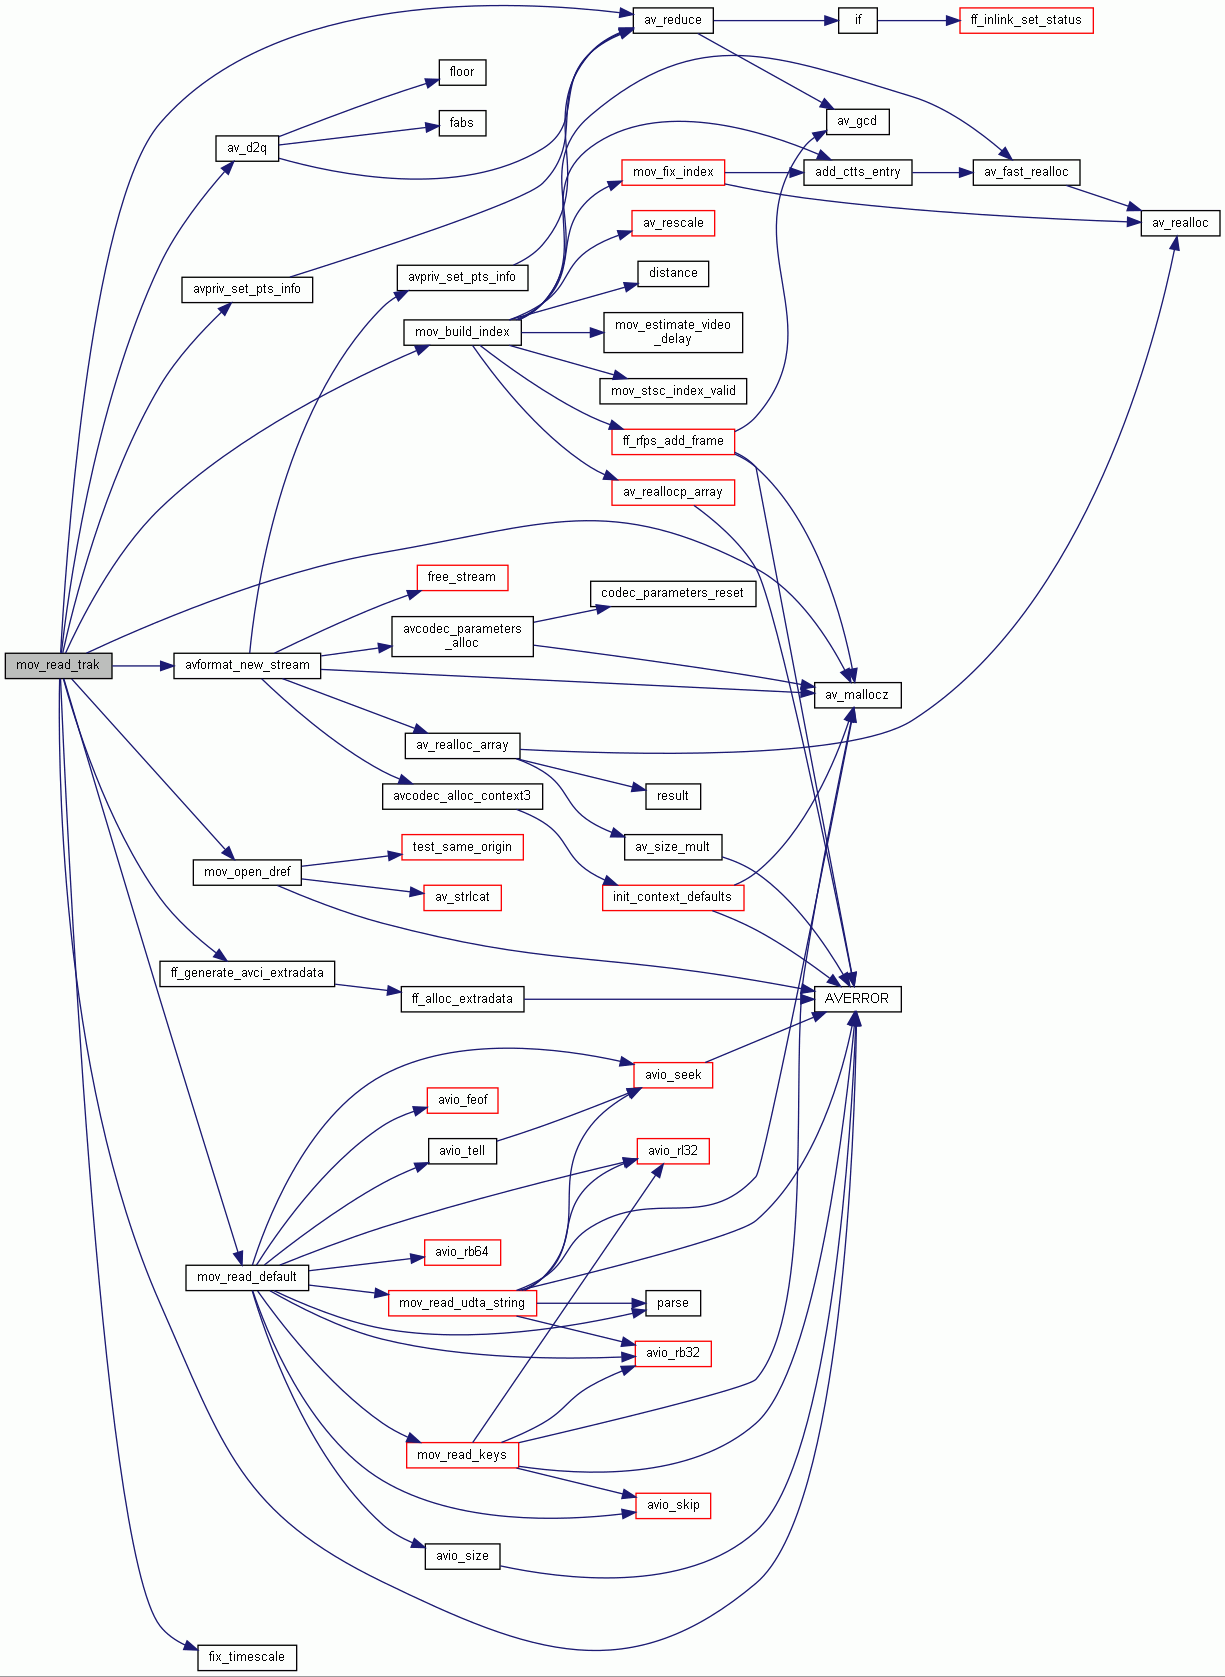 av_reduce
if
ff_inlink_set_status
floor
fabs
av_gcd
av_d2q
mov_fix_index
add_ctts_entry
av_fast_realloc
av_rescale
av_realloc
avpriv_set_pts_info
avpriv_set_pts_info
distance
mov_build_index
mov_estimate_video
_delay
mov_stsc_index_valid
ff_rfps_add_frame
av_reallocp_array
free_stream
codec_parameters_reset
avcodec_parameters
_alloc
mov_read_trak
avformat_new_stream
av_mallocz
av_realloc_array
avcodec_alloc_context3
result
test_same_origin
av_size_mult
mov_open_dref
av_strlcat
init_context_defaults
ff_generate_avci_extradata
ff_alloc_extradata
AVERROR
avio_seek
avio_feof
avio_tell
avio_rl32
avio_rb64
mov_read_default
mov_read_udta_string
parse
avio_rb32
mov_read_keys
avio_skip
avio_size
fix_timescale